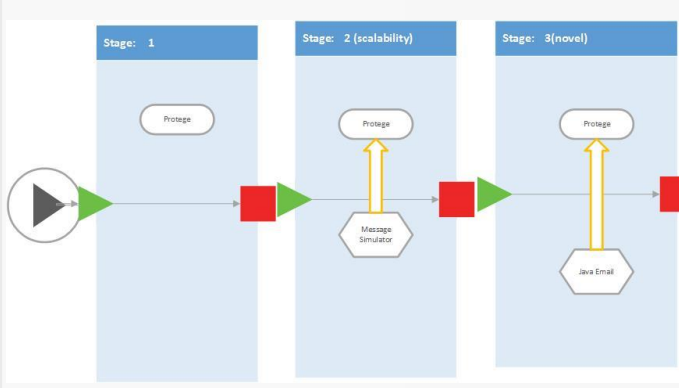 Stage: 1
Stage: 2 (scalability)
Stage: 3(novel)
Protege
Protege
Protege
Message
Simulator
Java Email